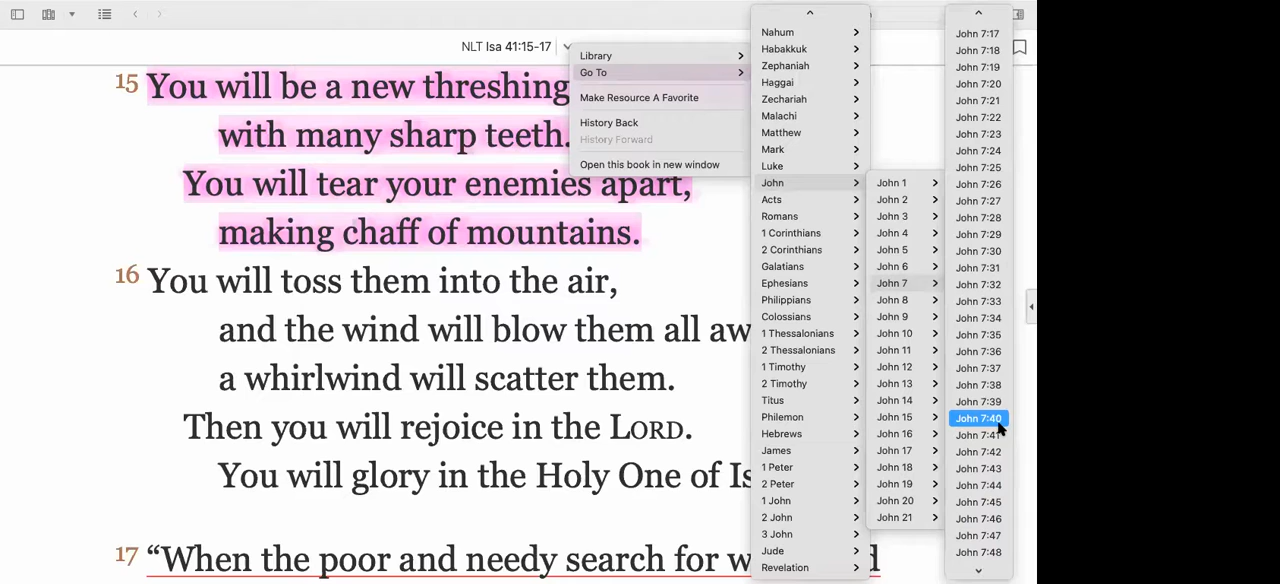 NLT Isa 41:15-17
15 You will be a new threshing
with many sharp teeth.
You will tear your enemies apart,
making chaff of mountains.
16 You will toss them into the air,
and the wind will blow them all aw
a whirlwind will scatter them.
Then you will rejoice in the LORD.
You will glory in the Holy One of Is
17 “When the poor and needy search for w d
Library
Go To
Make Resource A Favorite
History Back
History Forward
Open this book in new window
Nahum
Habakkuk
Zephaniah
Haggai
Zechariah
Malachi
Matthew
Mark
Luke
John
Acts
Romans
1 Corinthians
2 Corinthians
Galatians
Ephesians
Philippians
Colossians
1 Thessalonians
2 Thessalonians
1 Timothy
2 Timothy
Titus
Philemon
Hebrews
James
1 Peter
2 Peter
1 John
2 John
3 John
Jude
Revelation
John 1
John 2
John 3
John 4
John 5
John 6
John 7
John 8
John 9
John 10
John 11
John 12
John 13
John 14
John 15
John 16
John 17
John 18
John 19
John 20
John 21
John 7:17
John 7:18
John 7:19
John 7:20
John 7:21
John 7:22
John 7:23
John 7:24
John 7:25
John 7:26
John 7:27
John 7:28
John 7:29
John 7:30
John 7:31
John 7:32
John 7:33
John 7:34
John 7:35
John 7:36
John 7:37
John 7:38
John 7:39
John 7:40
John 7:41
John 7:42
John 7:43
John 7:44
John 7:45
John 7:46
John 7:47
John 7:48